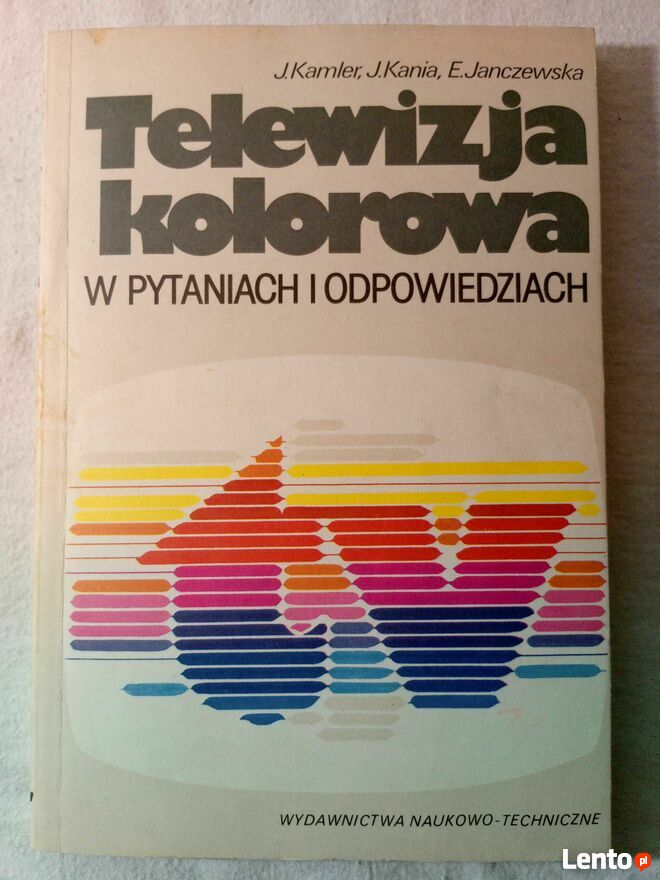 J.Kamler, J.Kania, E.Janczewska
Telewizja
kolorowa
W PYTANIACH I ODPOWIEDZIACH
WYDAWNICTWA NAUKOWO-TECHNICZNE
Lento.pl